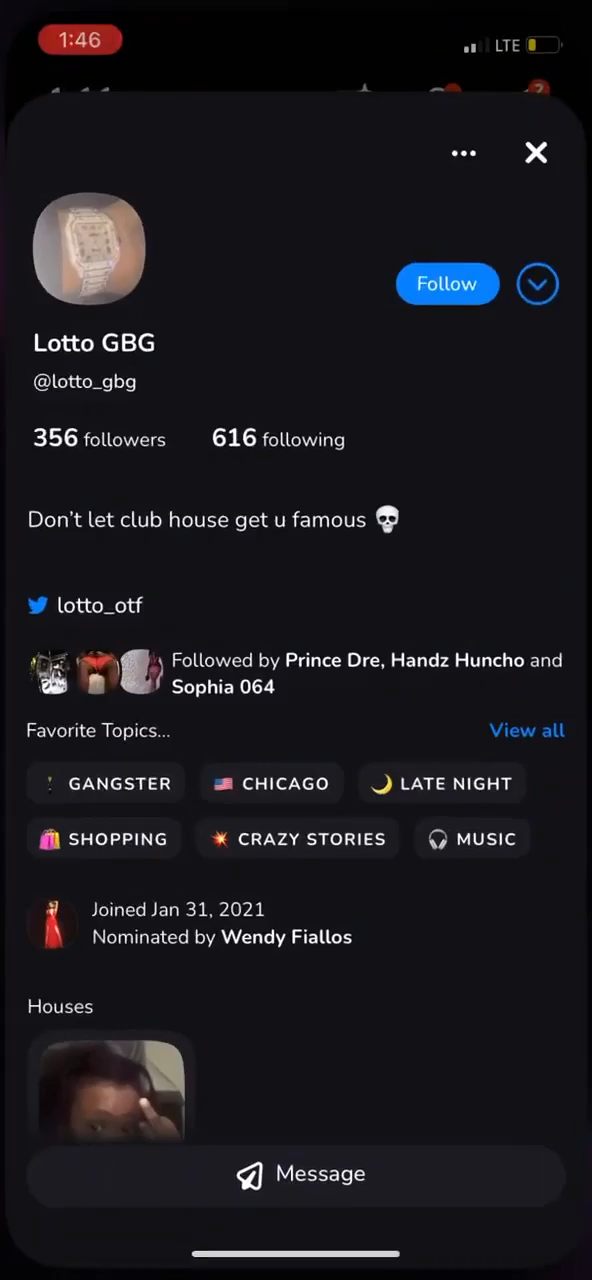 1:46
LTE
2
Follow
Lotto GBG
@lotto_gbg
356 followers 616 following
Don’t let club house get u famous 💀
lotto_otf
Followed by Prince Dre, Handz Huncho and
Sophia 064
Favorite Topics... View all
GANGSTER 🇺🇸 CHICAGO 🌙 LATE NIGHT
🛍️ SHOPPING 💥 CRAZY STORIES 🎧 MUSIC
Joined Jan 31, 2021
Nominated by Wendy Fiallos
Houses
Message